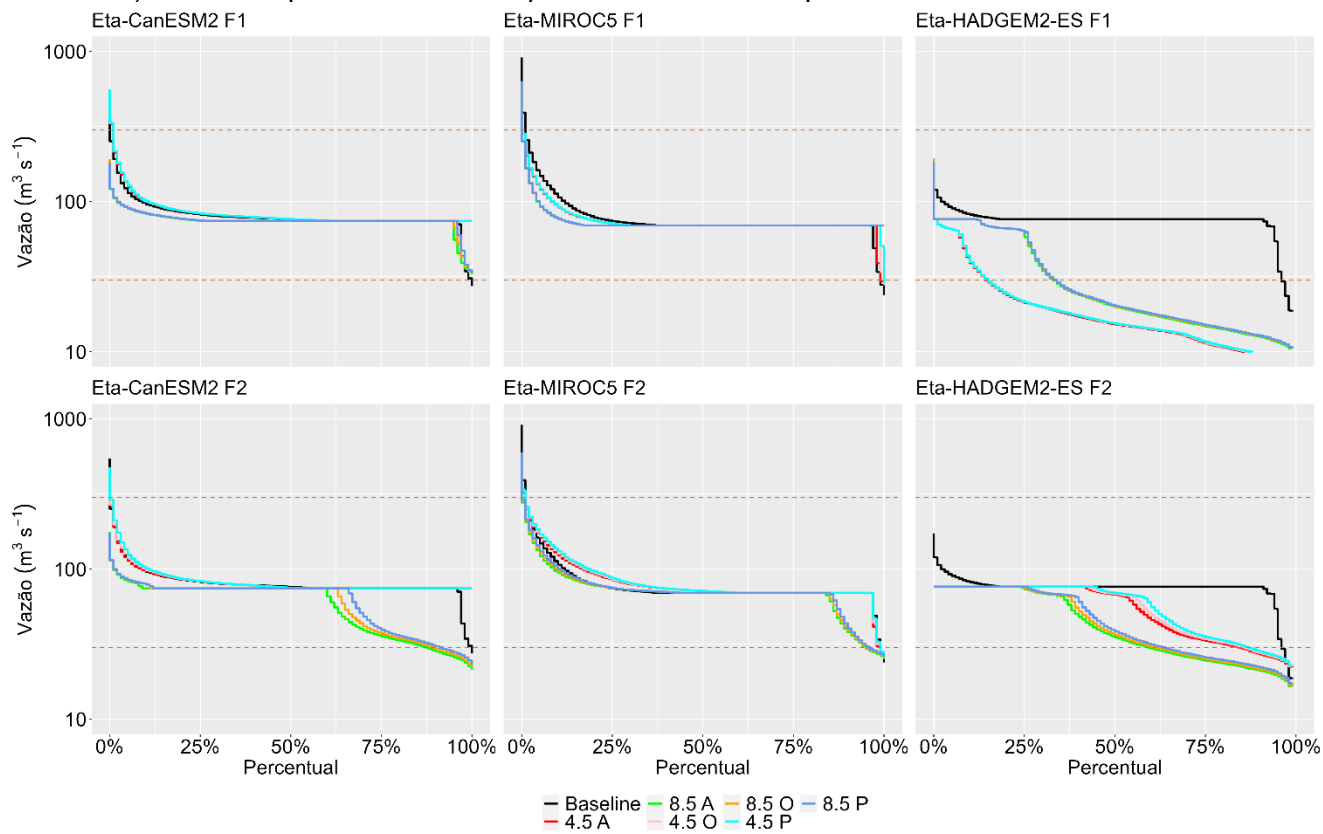 Eta-CanESM2 F1 Eta-MIROC5 F1 Eta-HADGEM2-ES F1
1000
100
10
Vazão (m³ s⁻¹)
Eta-CanESM2 F2 Eta-MIROC5 F2 Eta-HADGEM2-ES F2
1000
100
10
Vazão (m³ s⁻¹)
0% 25% 50% 75% 100% 0% 25% 50% 75% 100% 0% 25% 50% 75% 100%
Percentual Percentual Percentual
Baseline 8.5 A 8.5 O 8.5 P
4.5 A 4.5 O 4.5 P